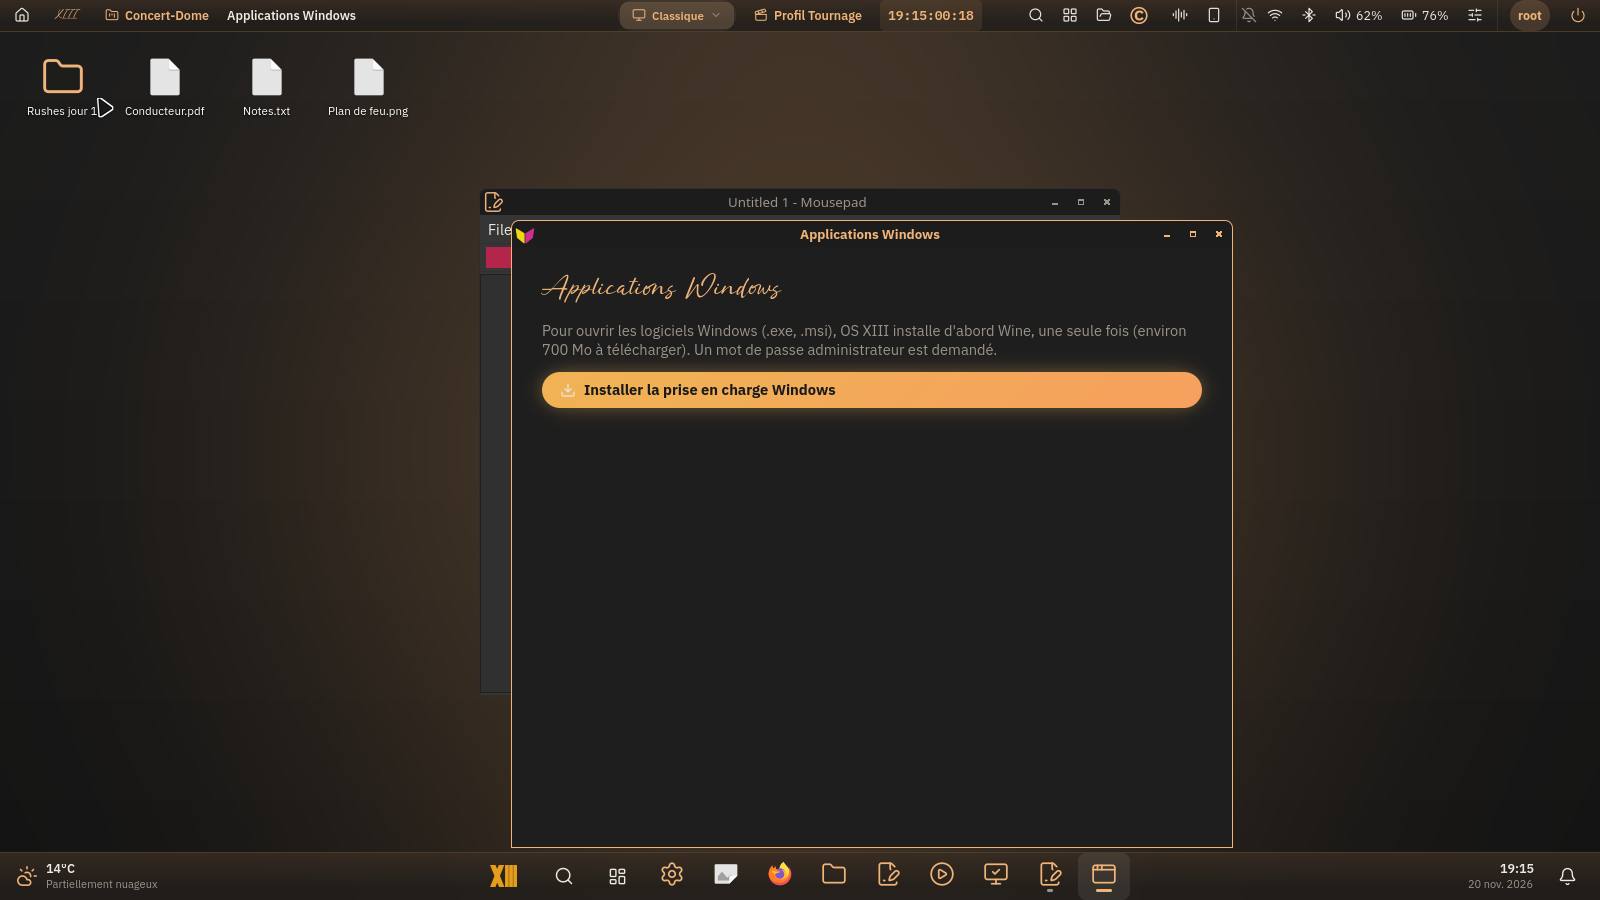 Concert-Dome Applications Windows Classique Profil Tournage 19:15:00:18 62% 76% root
Rushes jour 1 Conducteur.pdf Notes.txt Plan de feu.png
Untitled 1 - Mousepad
File
Applications Windows
Applications Windows
Pour ouvrir les logiciels Windows (.exe, .msi), OS XIII installe d'abord Wine, une seule fois (environ
700 Mo à télécharger). Un mot de passe administrateur est demandé.
Installer la prise en charge Windows
14°C
Partiellement nuageux
XIII
19:15
20 nov. 2026